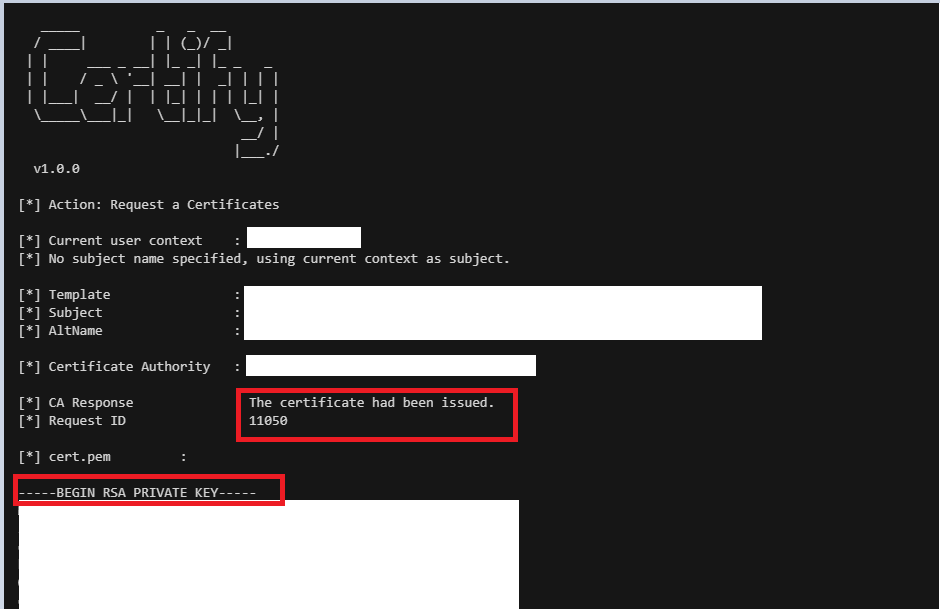 Certify
v1.0.0
[*] Action: Request a Certificates
[*] Current user context    :
[*] No subject name specified, using current context as subject.
[*] Template                :
[*] Subject                 :
[*] AltName                 :
[*] Certificate Authority   :
[*] CA Response              The certificate had been issued.
[*] Request ID               11050
[*] cert.pem         :
-----BEGIN RSA PRIVATE KEY-----